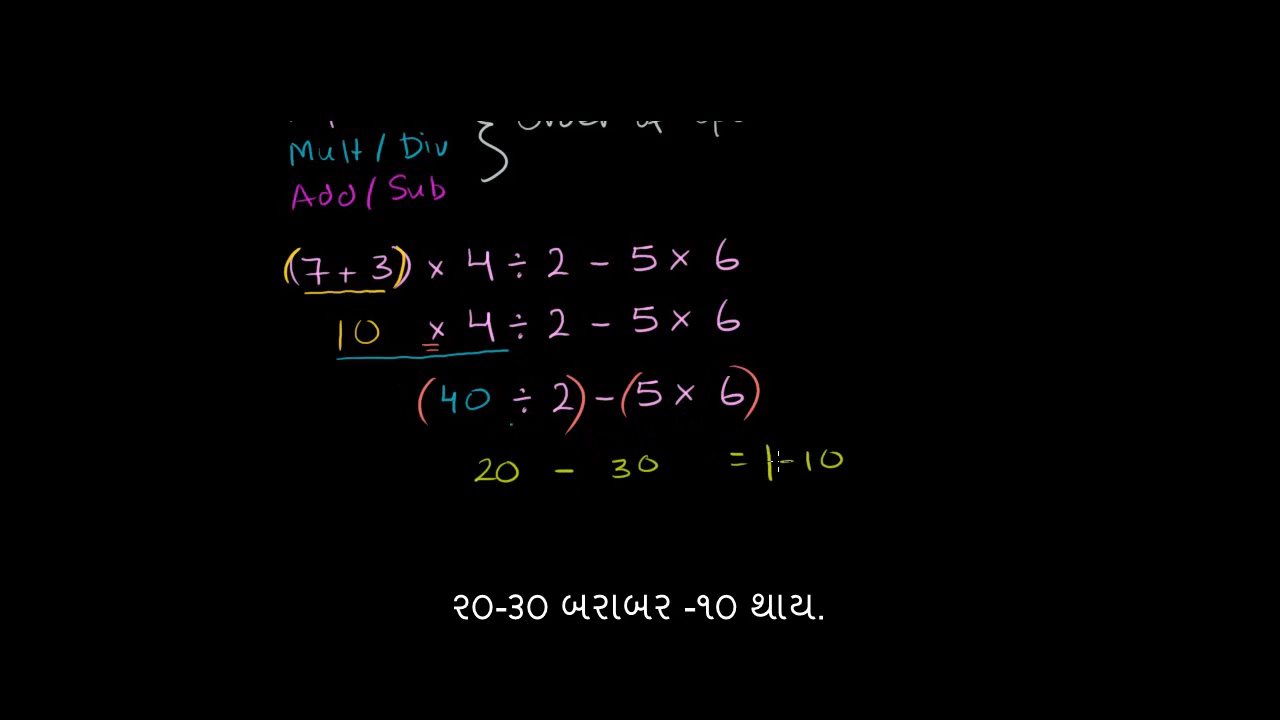 Mult / Div
Add / Sub
(7 + 3) × 4 ÷ 2 - 5 × 6
10 × 4 ÷ 2 - 5 × 6
(40 ÷ 2) - (5 × 6)
20 - 30 = -10
૨૦-૩૦ બરાબર -૧૦ થાય.